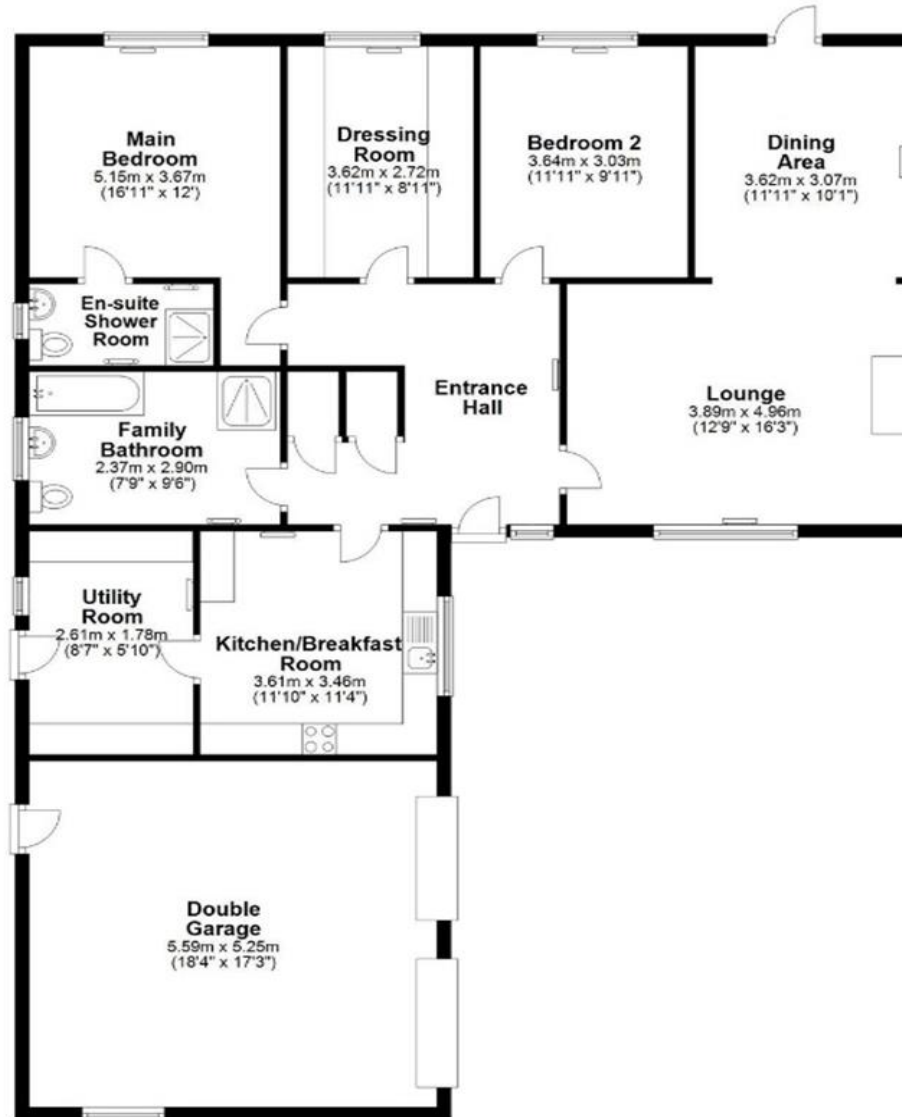 Main
Bedroom
5.15m x 3.67m
(16'11" x 12')
Dressing
Room
3.62m x 2.72m
(11'11" x 8'11")
Bedroom 2
3.64m x 3.03m
(11'11" x 9'11")
Dining
Area
3.62m x 3.07m
(11'11" x 10'1")
En-suite
Shower
Room
Entrance
Hall
Lounge
3.89m x 4.96m
(12'9" x 16'3")
Family
Bathroom
2.37m x 2.90m
(7'9" x 9'6")
Utility
Room
2.61m x 1.78m
(8'7" x 5'10")
Kitchen/Breakfast
Room
3.61m x 3.46m
(11'10" x 11'4")
Double
Garage
5.59m x 5.25m
(18'4" x 17'3")